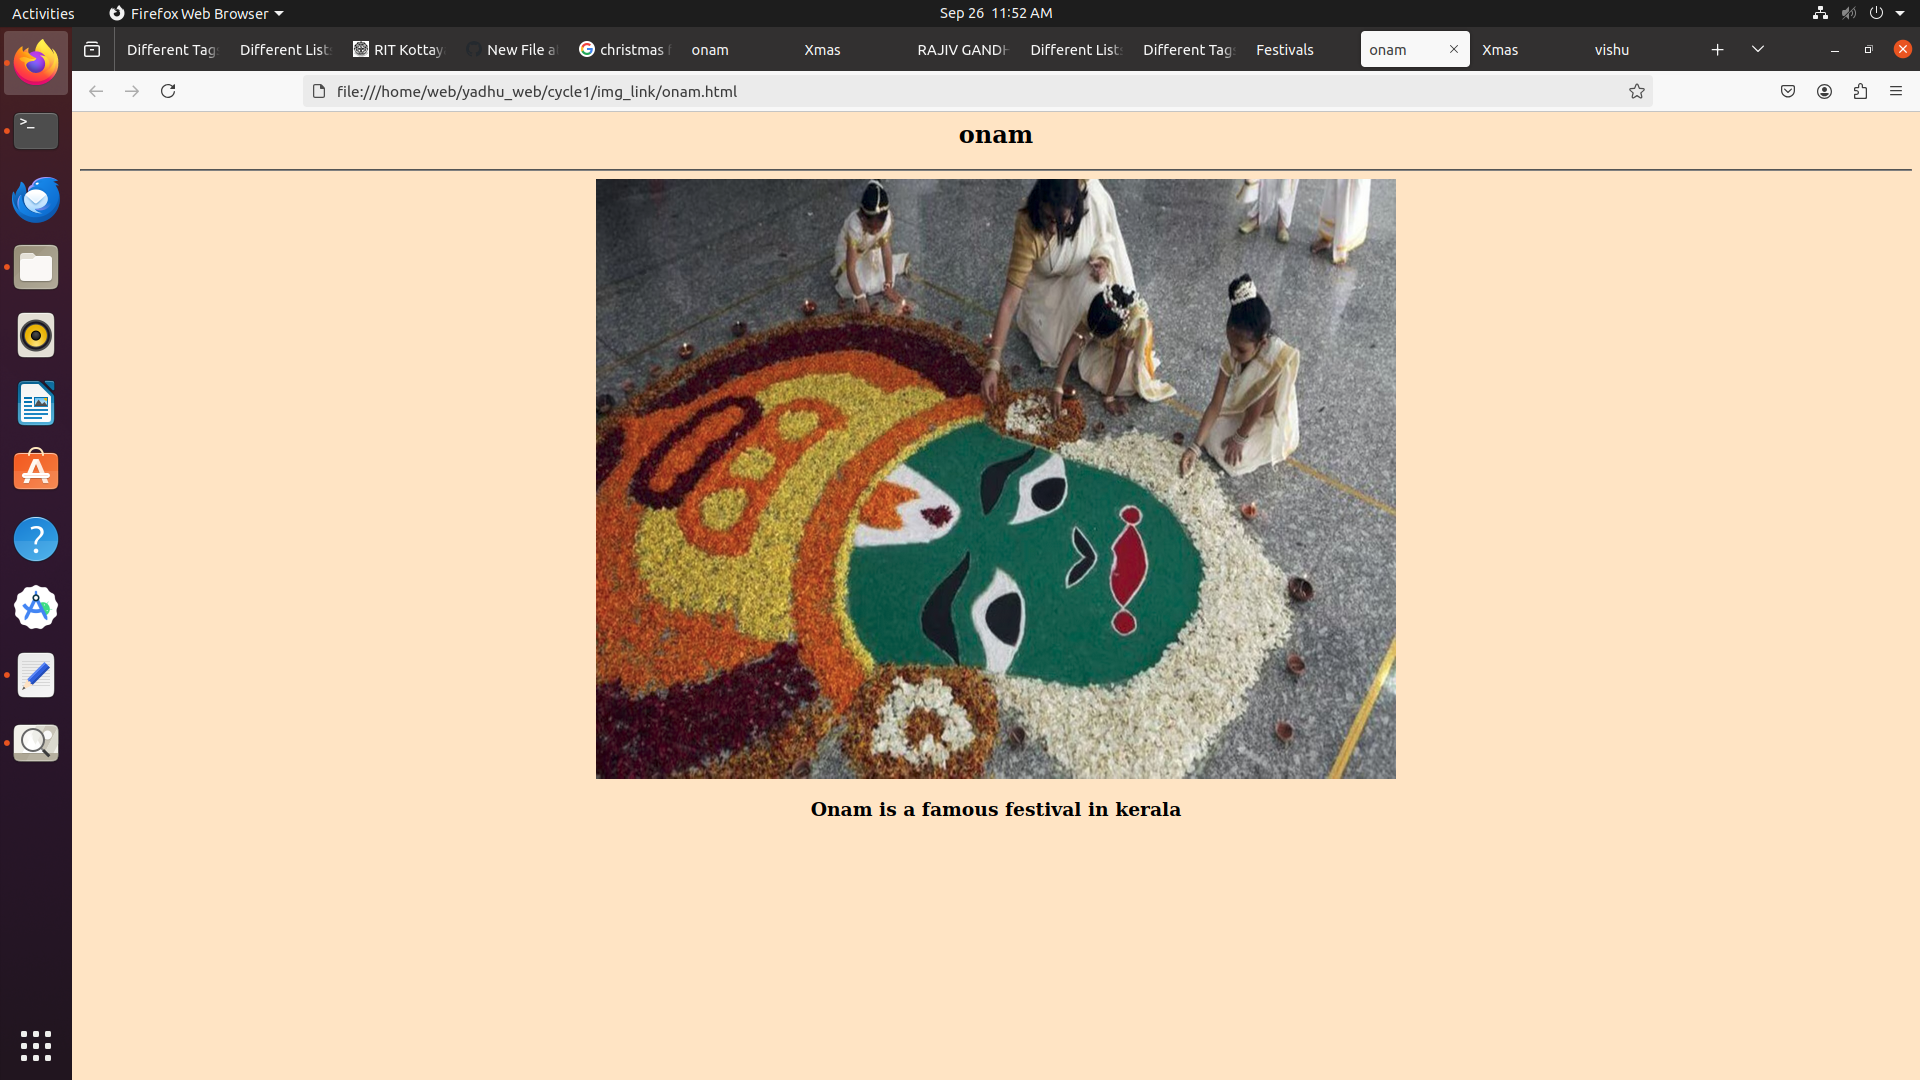 Activities
Firefox Web Browser
Sep 26 11:52 AM
Different Tag
Different List
RIT Kottay
New File a
christmas f
onam
Xmas
RAJIV GANDH
Different List
Different Tag
Festivals
onam
Xmas
vishu
file:///home/web/yadhu_web/cycle1/img_link/onam.html
onam
Onam is a famous festival in kerala